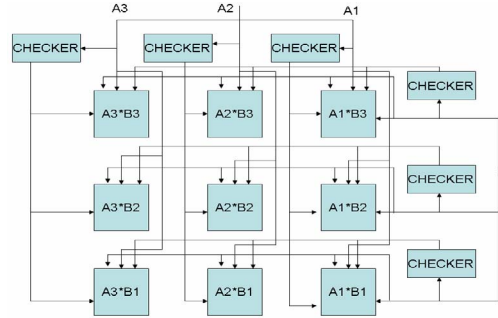 A3 A2 A1
CHECKER CHECKER CHECKER
CHECKER
A3*B3 A2*B3 A1*B3
CHECKER
A3*B2 A2*B2 A1*B2
CHECKER
A3*B1 A2*B1 A1*B1